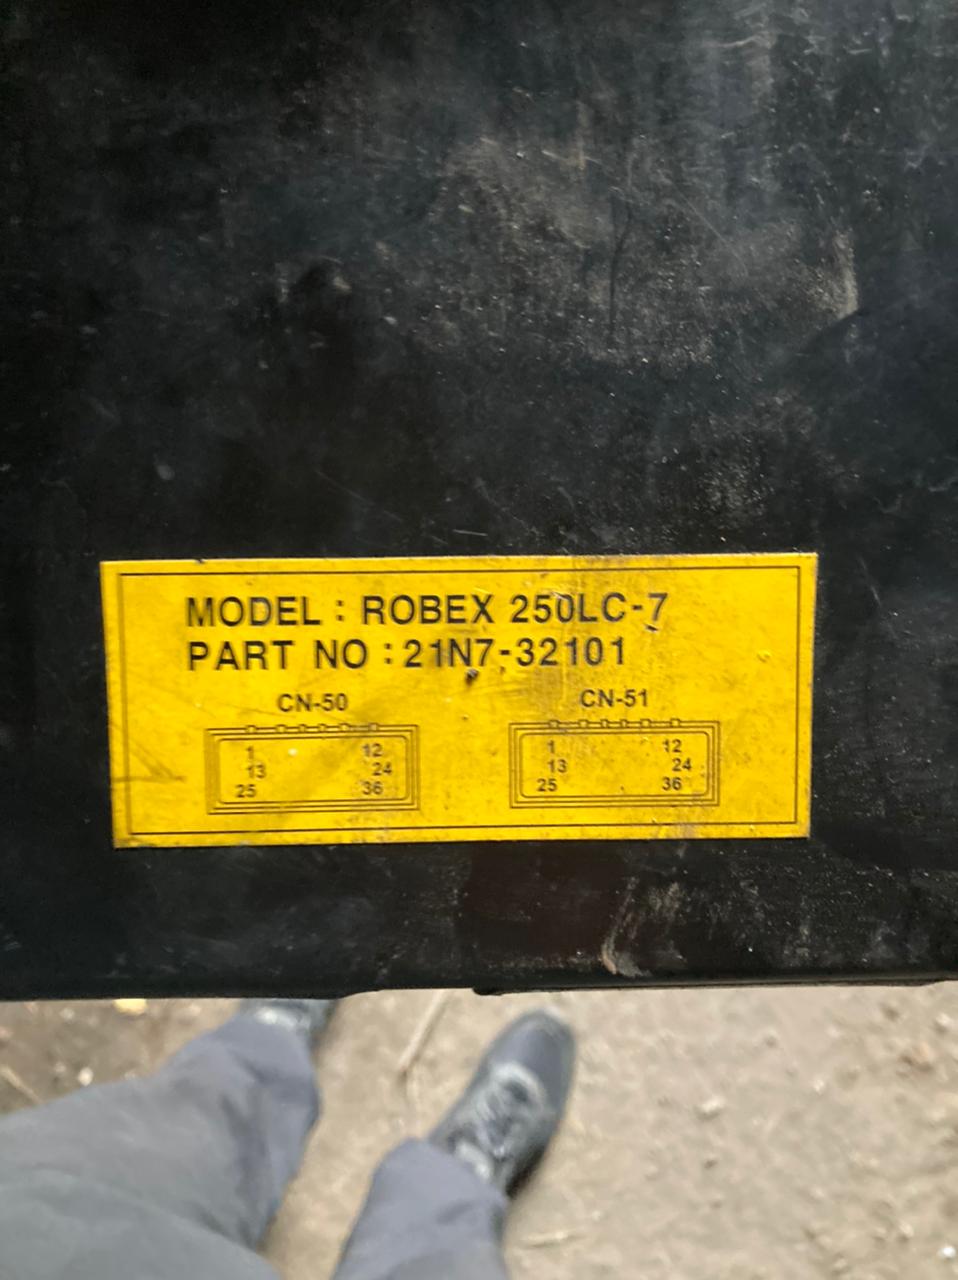 MODEL : ROBEX 250LC-7
PART NO : 21N7-32101
CN-50 CN-51
1 12 1 12
13 24 13 24
25 36 25 36